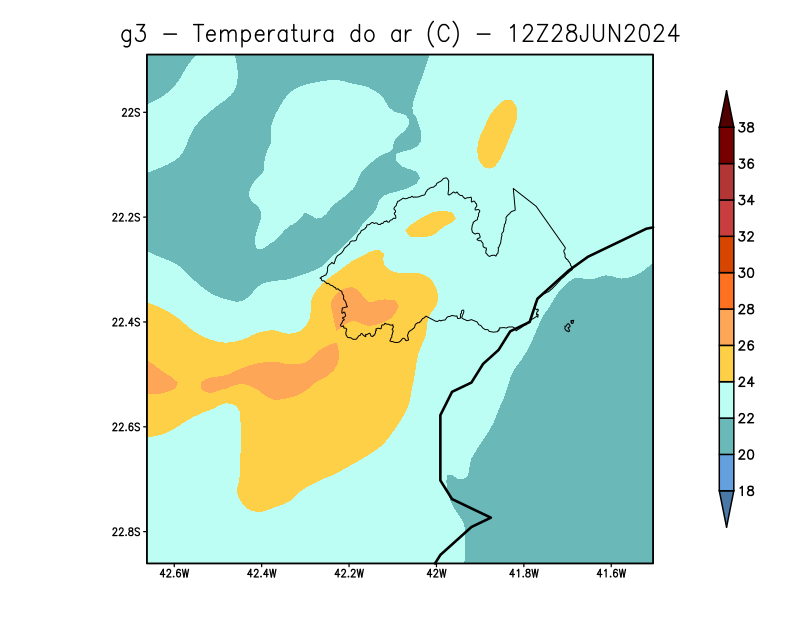 g3 - Temperatura do ar (C) - 12Z28JUN2024
22S
22.2S
22.4S
22.6S
22.8S
42.6W
42.4W
42.2W
42W
41.8W
41.6W
38
36
34
32
30
28
26
24
22
20
18